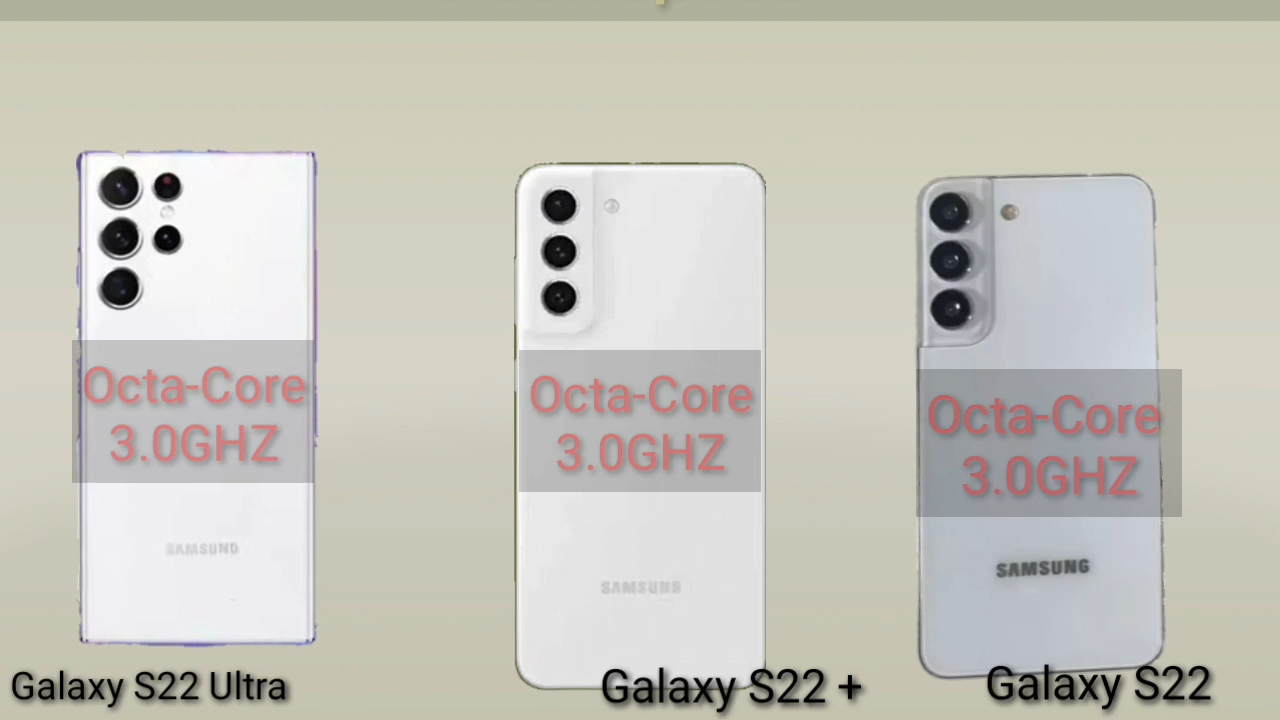 Octa-Core
3.0GHZ
SAMSUNG
Galaxy S22 Ultra
Octa-Core
3.0GHZ
SAMSUNG
Galaxy S22 +
Octa-Core
3.0GHZ
SAMSUNG
Galaxy S22